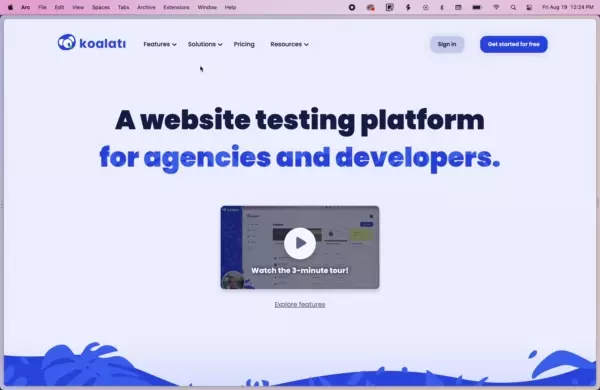 Arc File Edit View Spaces Tabs Archive Extensions Window Help Fri Aug 19 12:24 PM
koalati Features Solutions Pricing Resources Sign in Get started for free
A website testing platform
for agencies and developers.
Watch the 3-minute tour!
Explore features